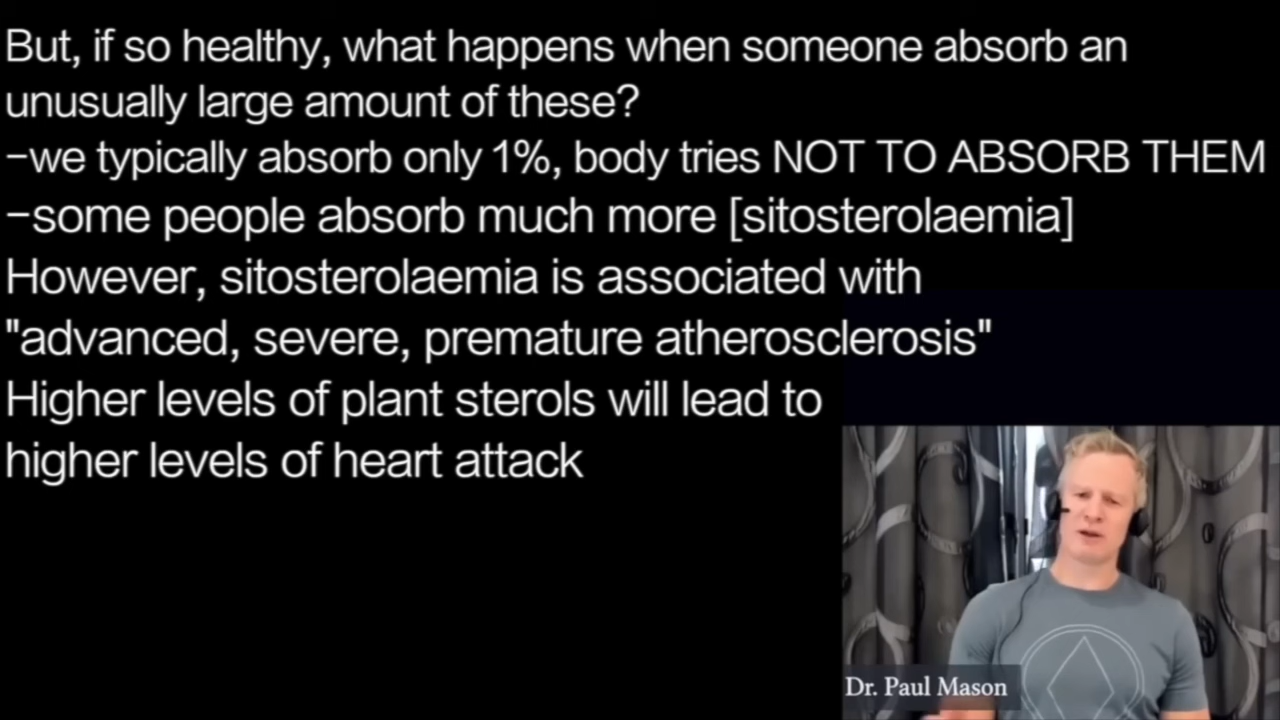 But, if so healthy, what happens when someone absorb an
unusually large amount of these?
−we typically absorb only 1%, body tries NOT TO ABSORB THEM
−some people absorb much more [sitosterolaemia]
However, sitosterolaemia is associated with
"advanced, severe, premature atherosclerosis"
Higher levels of plant sterols will lead to
higher levels of heart attack
Dr. Paul Mason